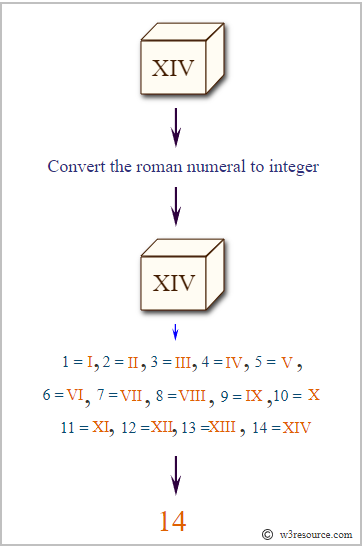 XIV
Convert the roman numeral to integer
XIV
1 = I, 2 = II , 3 = III, 4 =IV, 5 = V ,
6 = VI, 7 = VII, 8 =VIII, 9 = IX ,10 = X
11 = XI, 12 =XII, 13 =XIII , 14 =XIV
14
© w3resource.com